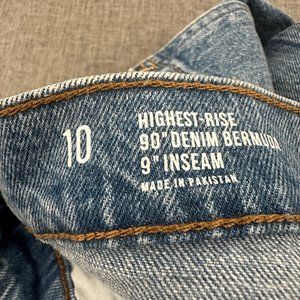 10
HIGHEST-RISE
90" DENIM BERMUDA
9" INSEAM
MADE IN PAKISTAN